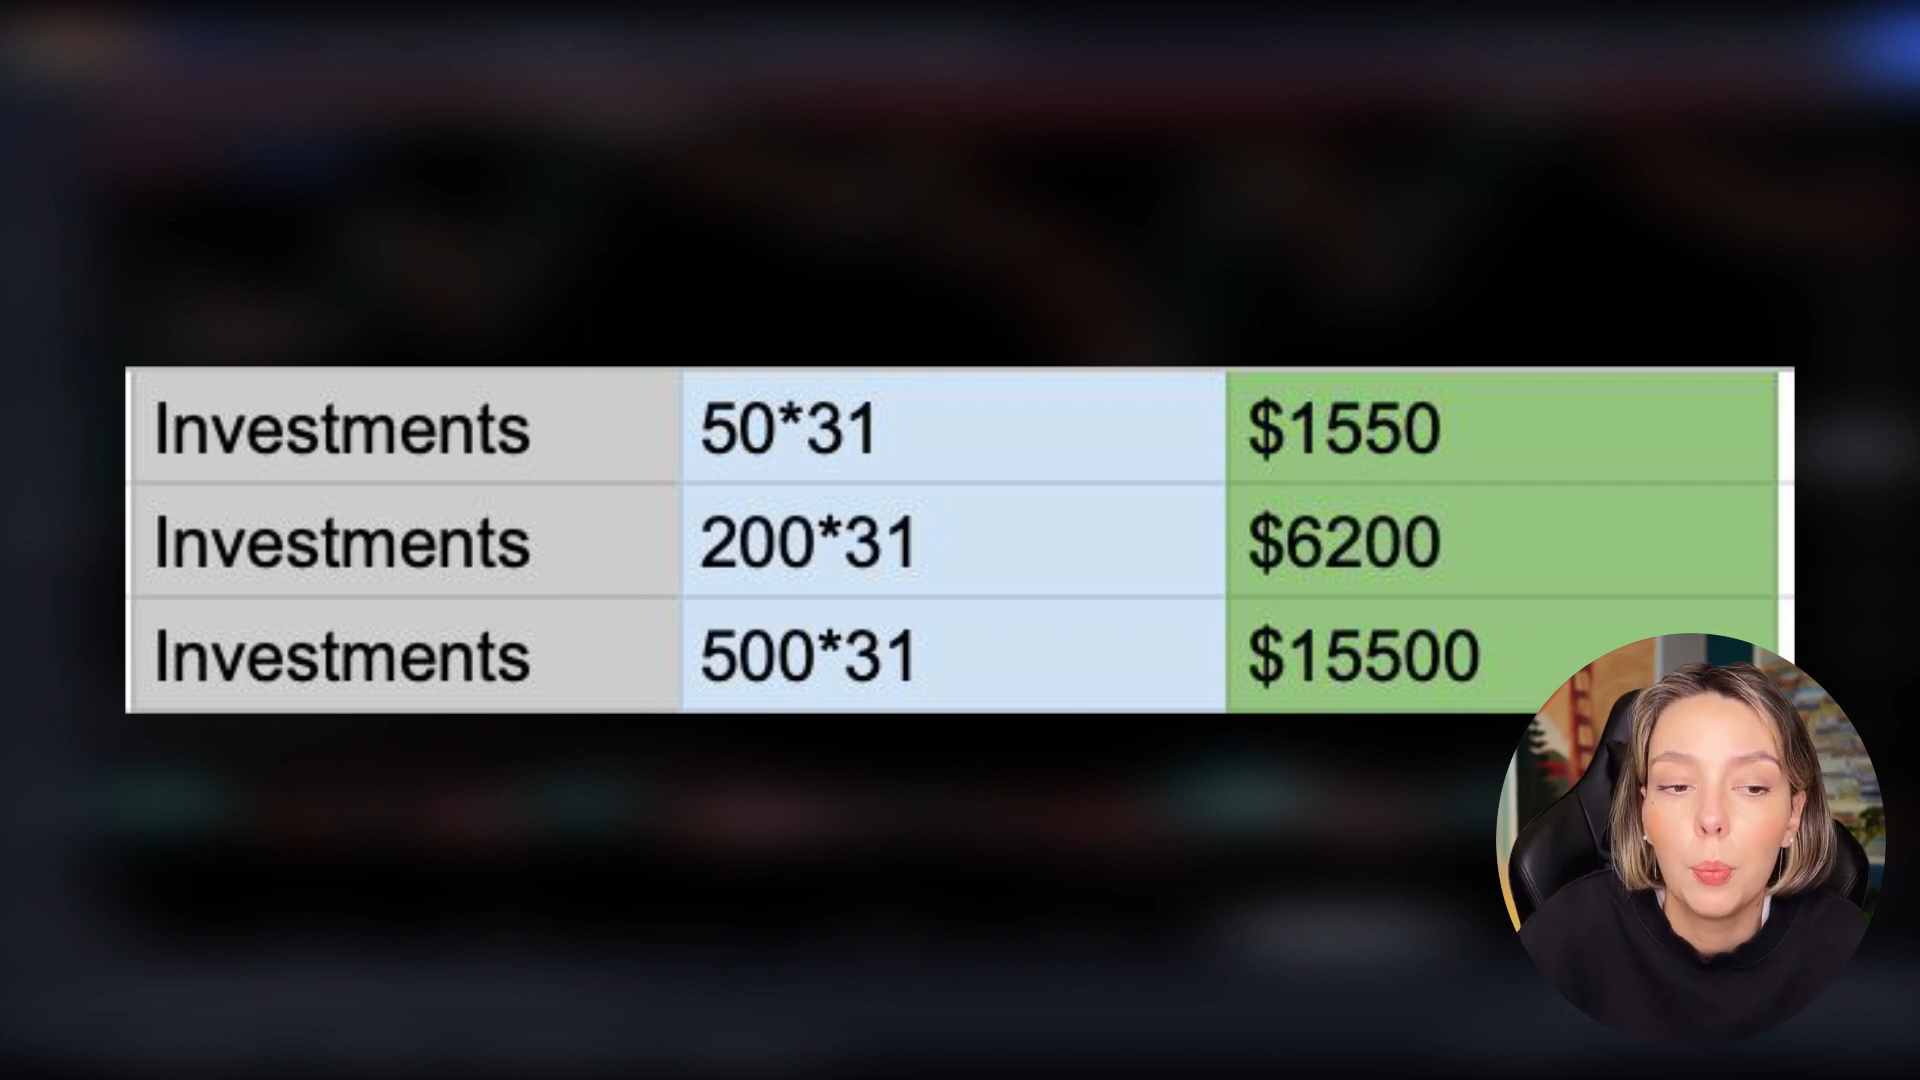 Investments 50*31 $1550
Investments 200*31 $6200
Investments 500*31 $15500